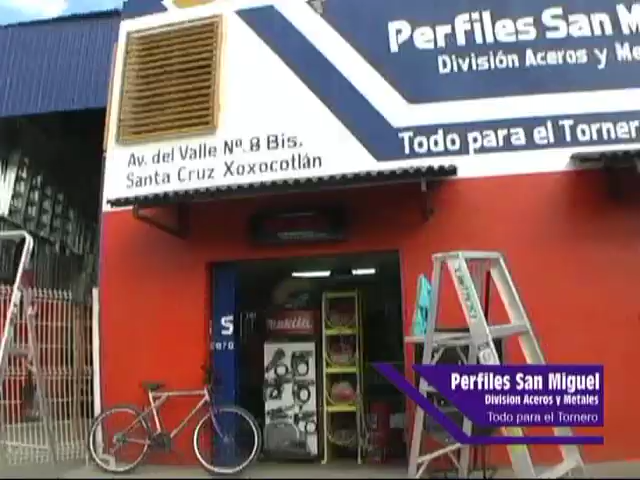 Perfiles San M
División Aceros y Me
Todo para el Torner
Av. del Valle Nº.8 Bis.
Santa Cruz Xoxocotlán
Makita
Perfiles San Miguel
Division Aceros y Metales
Todo para el Tornero